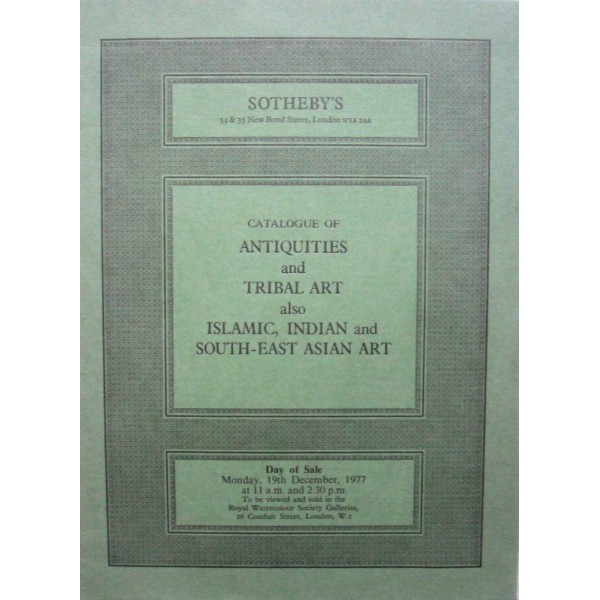 SOTHEBY'S
34 & 35 New Bond Street, London W1A 2AA
CATALOGUE OF
ANTIQUITIES
and
TRIBAL ART
also
ISLAMIC, INDIAN and
SOUTH-EAST ASIAN ART
Day of Sale
Monday, 19th December, 1977
at 11 a.m. and 2.30 p.m.
To be viewed and sold in the
Royal Watercolour Society Galleries,
26 Conduit Street, London, W.1